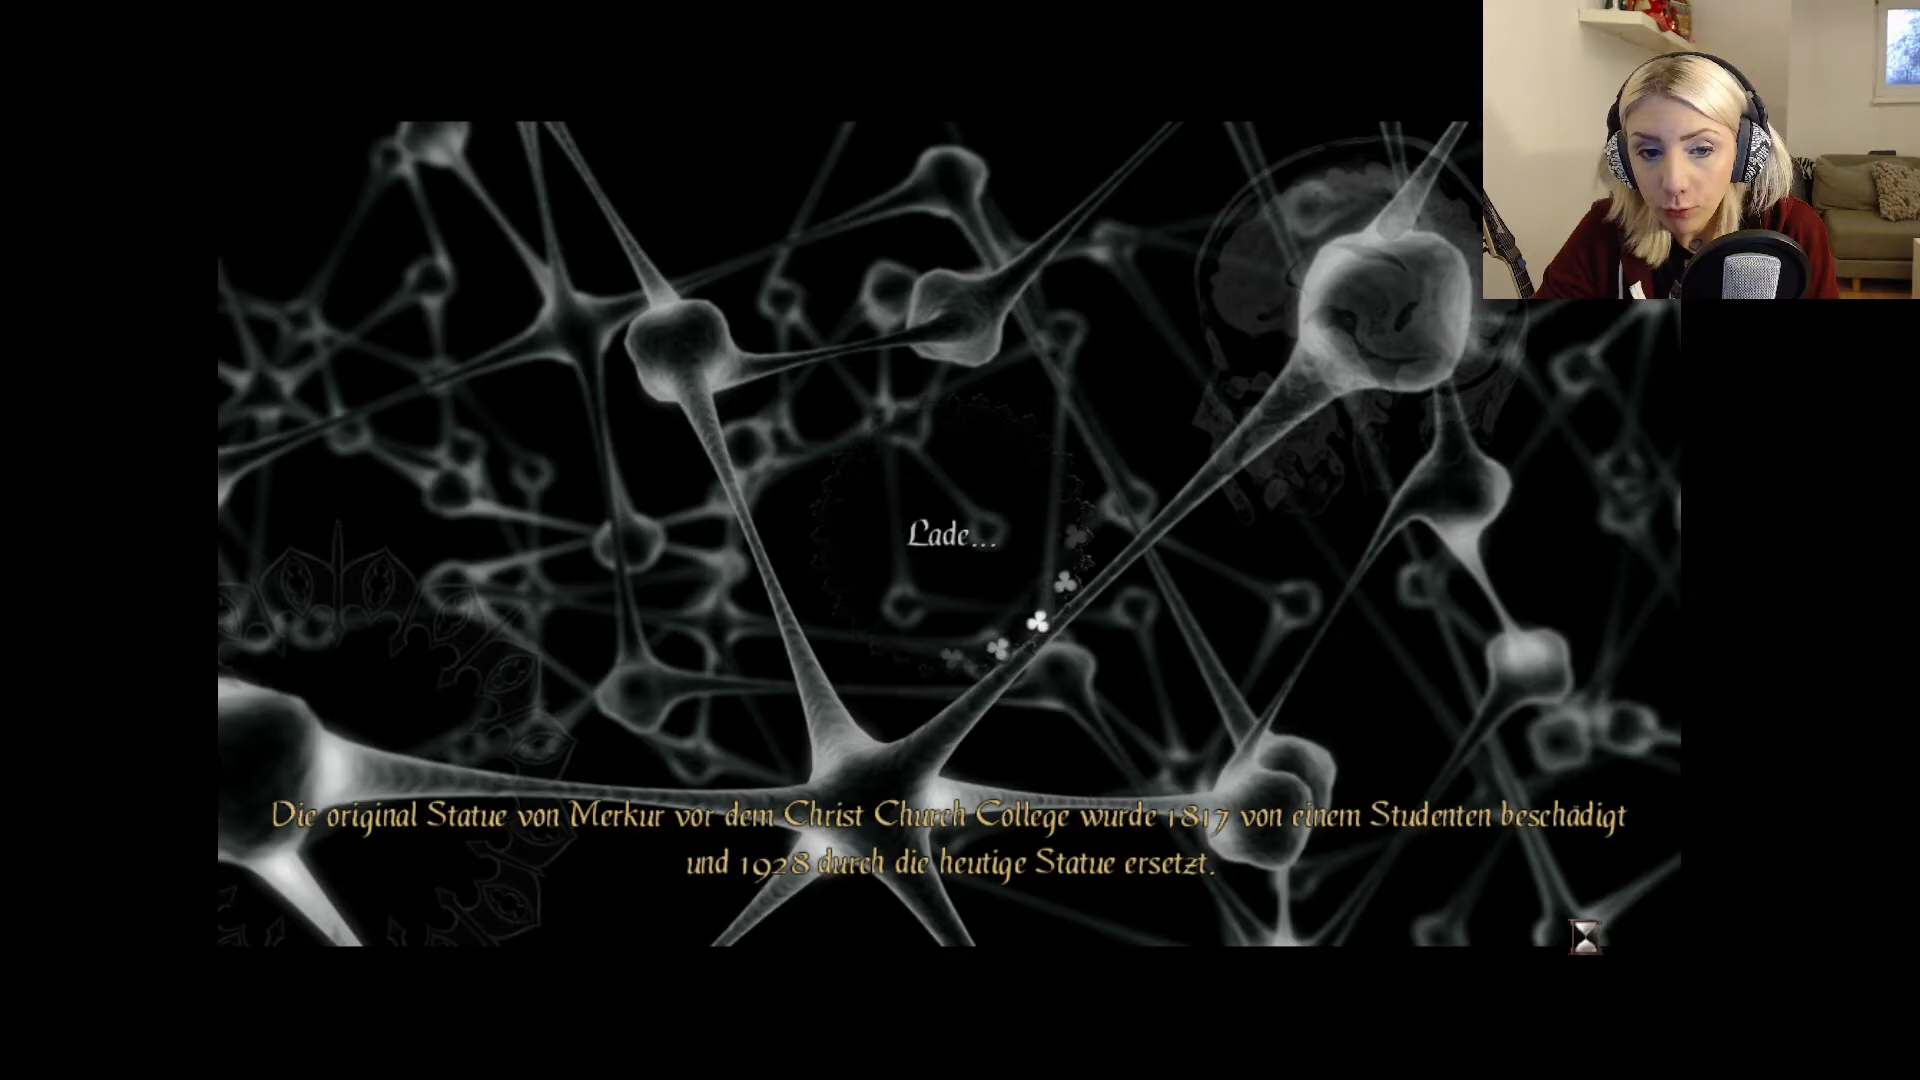 Lade...
Die original Statue von Merkur vor dem Christ Church College wurde 1817 von einem Studenten beschädigt
und 1928 durch die heutige Statue ersetzt.